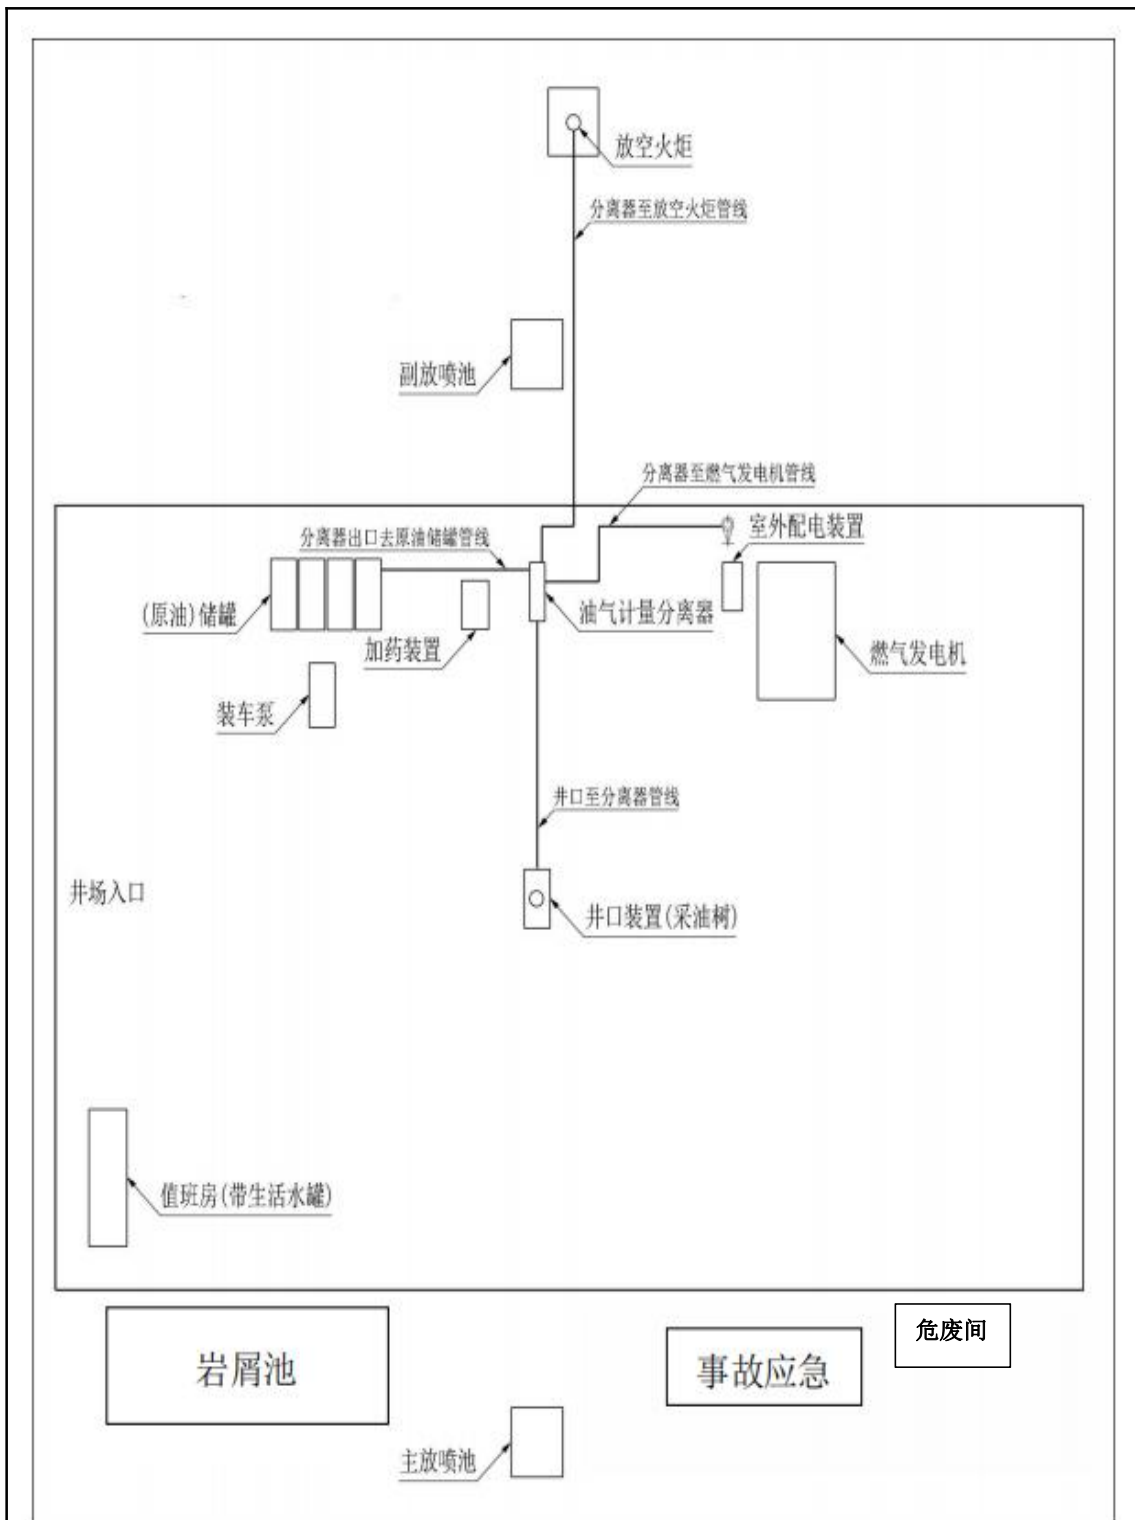 放空火炬
分离器至放空火炬管线
副放喷池
分离器至燃气发电机管线
分离器出口去原油储罐管线
室外配电装置
(原油)储罐
油气计量分离器
加药装置
燃气发电机
装车泵
井口至分离器管线
井场入口
井口装置(采油树)
值班房(带生活水罐)
危废间
岩屑池
事故应急
主放喷池